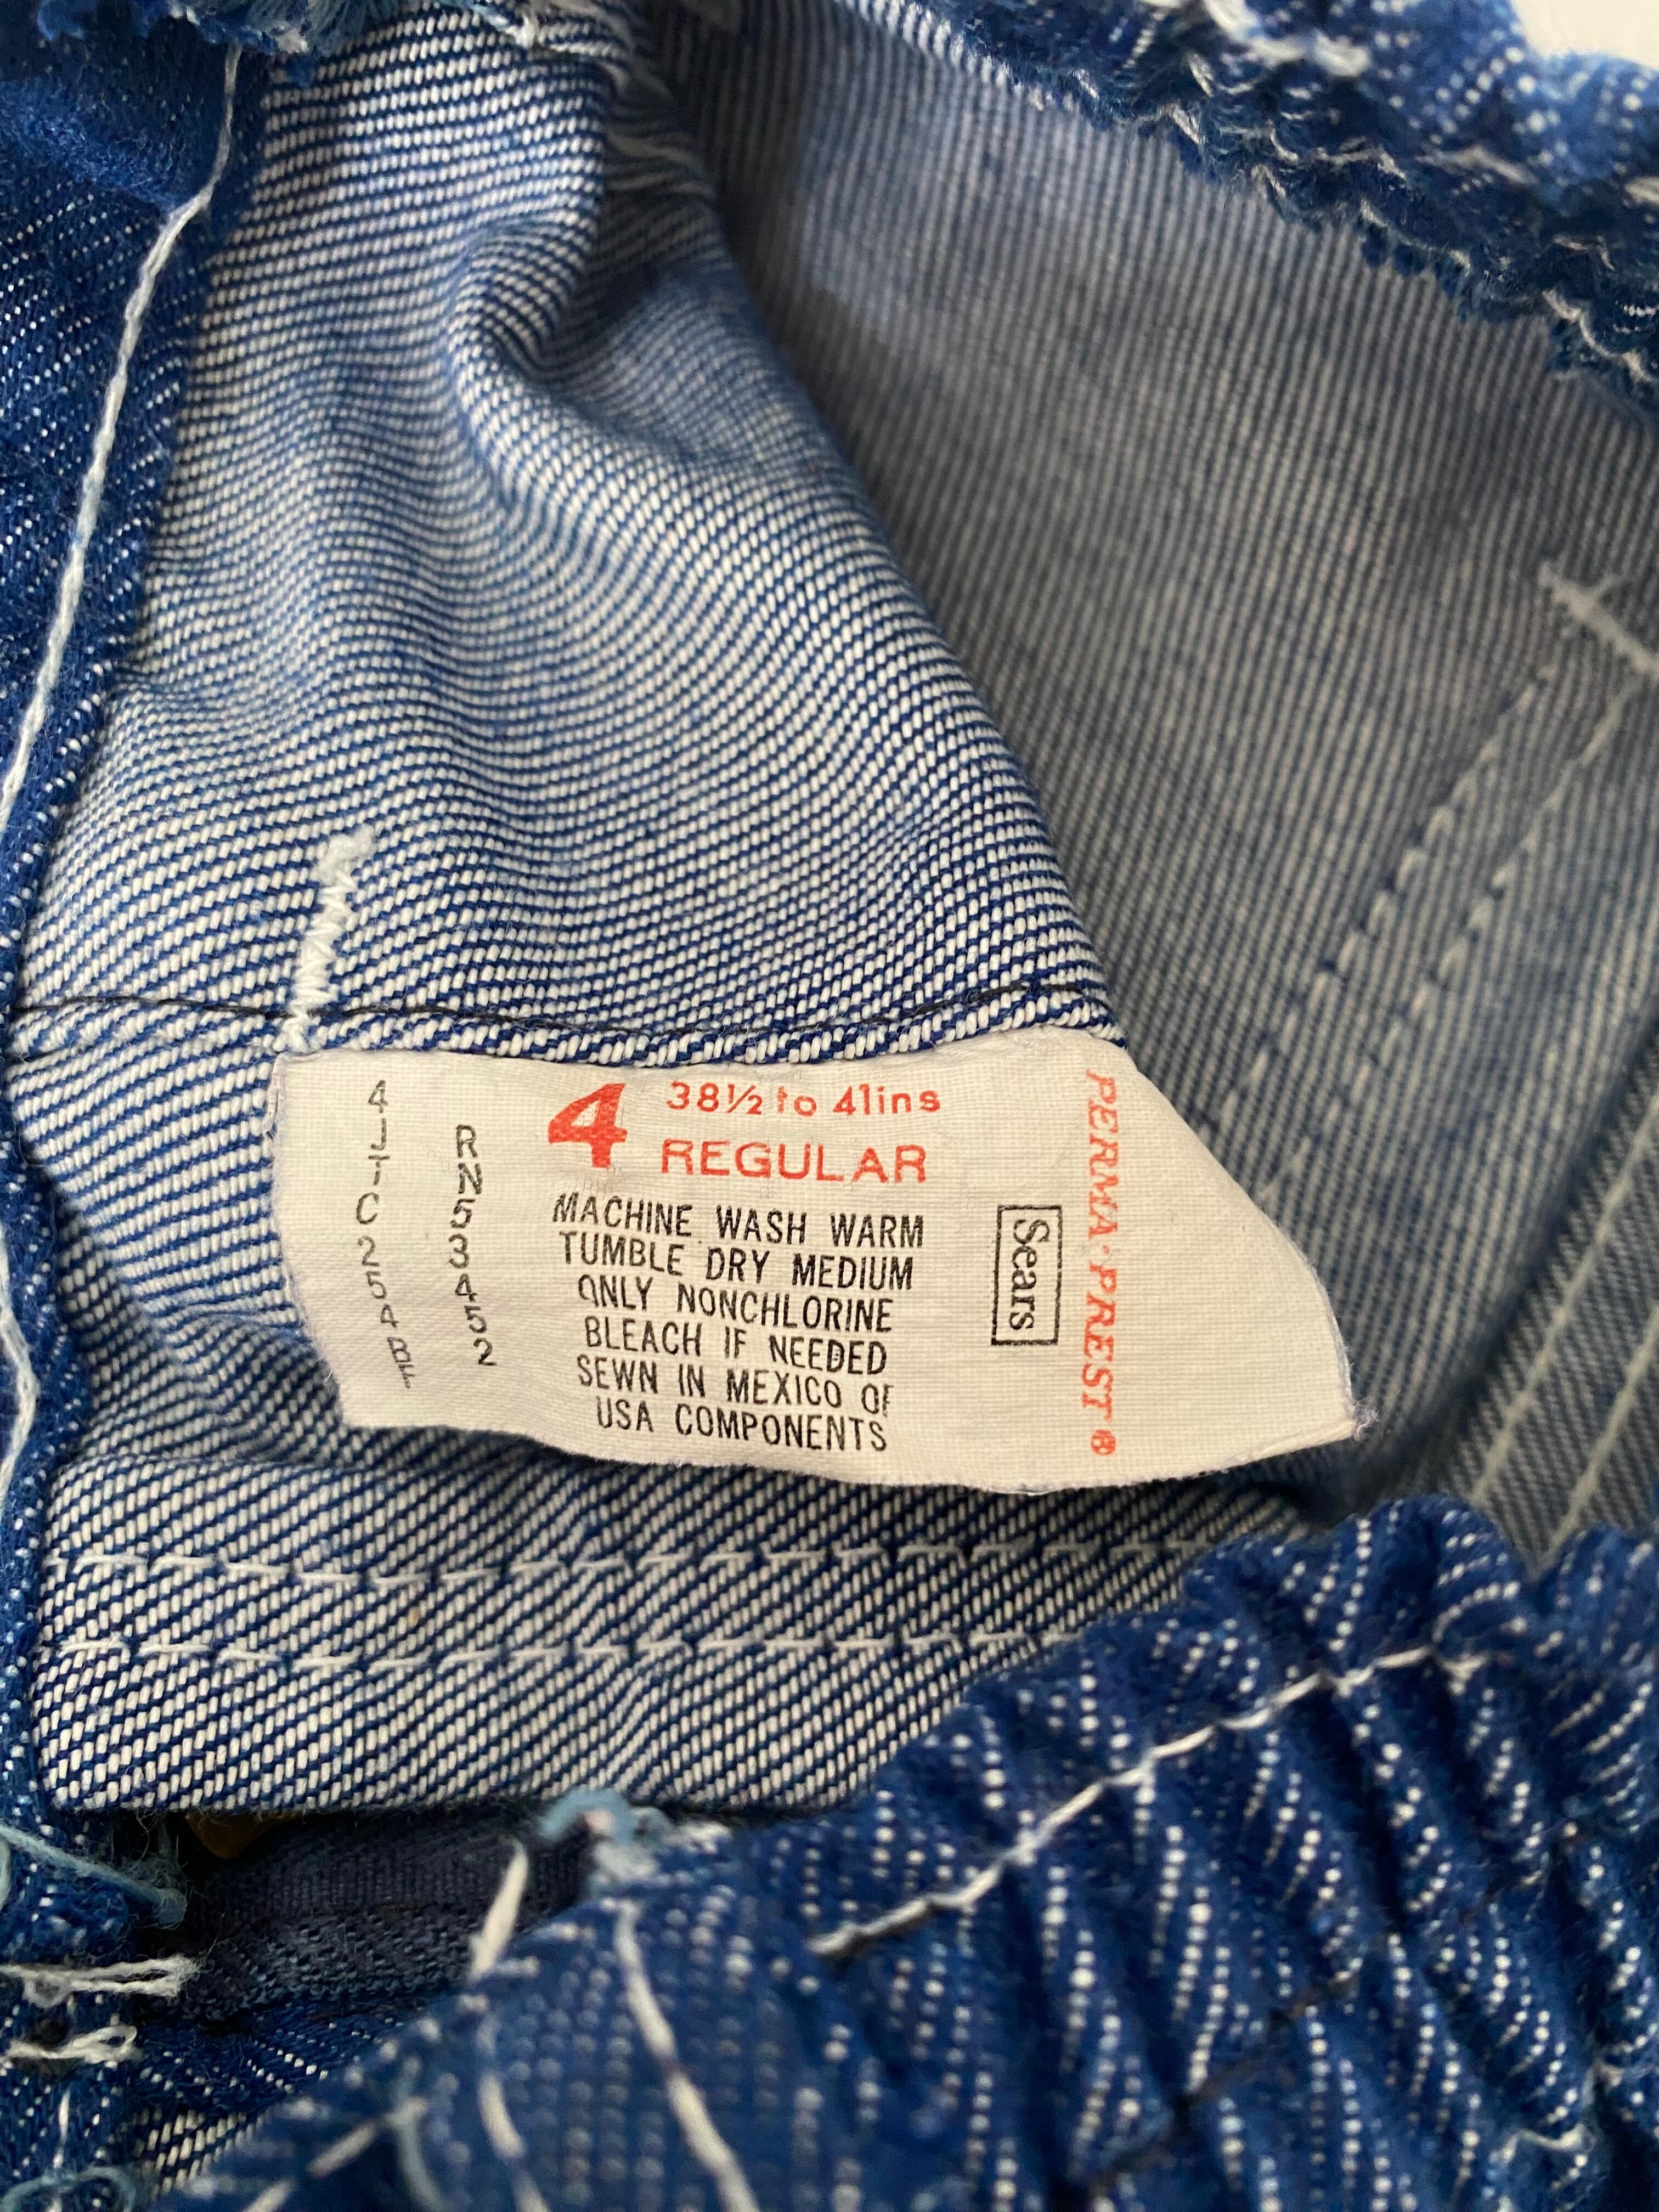 4JTC254BF
RN53452
4 38½ to 41ins
REGULAR
MACHINE WASH WARM
TUMBLE DRY MEDIUM
ONLY NONCHLORINE
BLEACH IF NEEDED
SEWN IN MEXICO OF
USA COMPONENTS
Sears
PERMA·PREST®